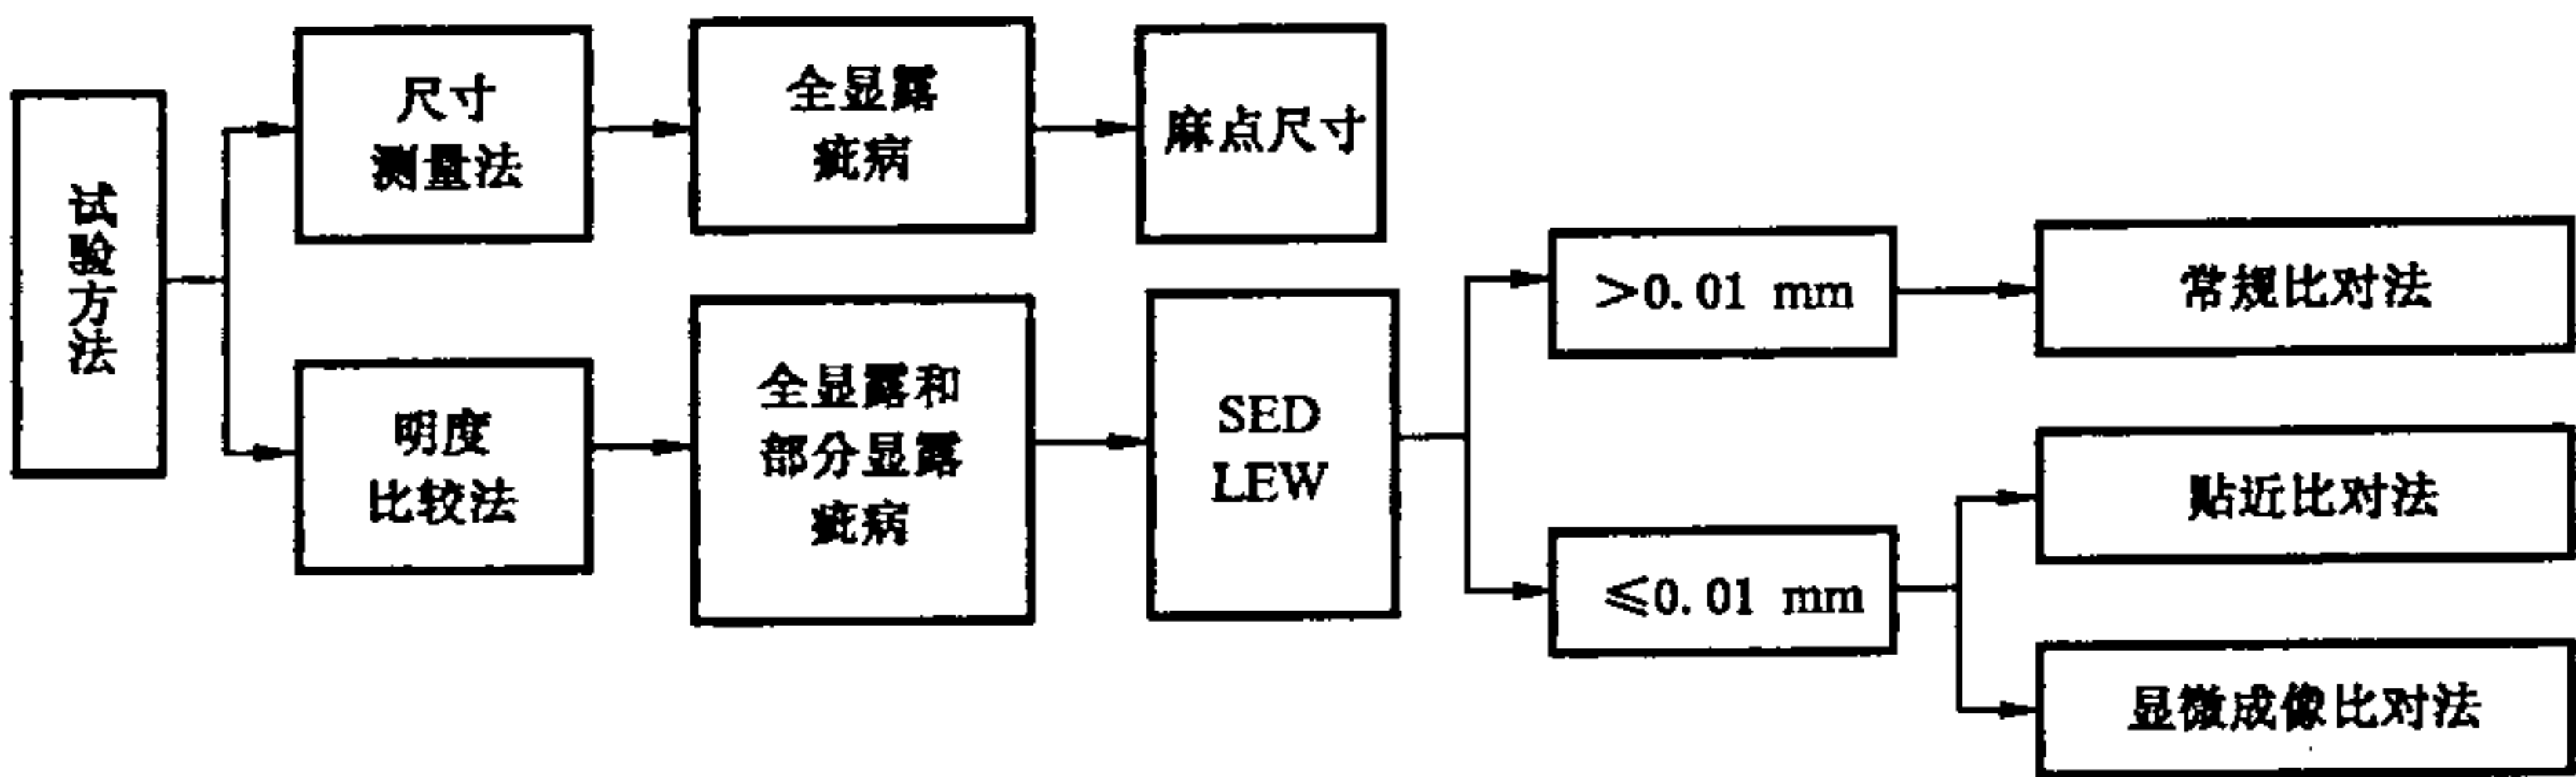 试验方法
尺寸
测量法
全显露
疵病
麻点尺寸
明度
比较法
全显露和
部分显露
疵病
SED
LEW
>0.01 mm
常规比对法
≤0.01 mm
贴近比对法
显微成像比对法